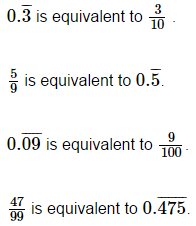 0.3̅ is equivalent to 3/10 .
5/9 is equivalent to 0.5̅.
0.0̅9̅ is equivalent to 9/100 .
47/99 is equivalent to 0.4̅7̅5̅.